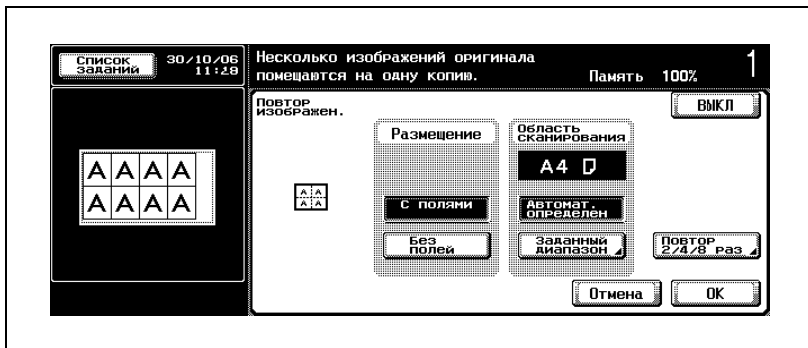 Список
заданий
30/10/06
11:28
Несколько изображений оригинала
помещаются на одну копию.
Память 100%
1
Повтор
изображен.
ВЫКЛ
Размещение
Область
сканирования
A4
A A A A
A A A A
A A
A A
С полями
Автомат.
определен
Без
полей
Заданный
диапазон
Повтор
2/4/8 раз
Отмена
OK